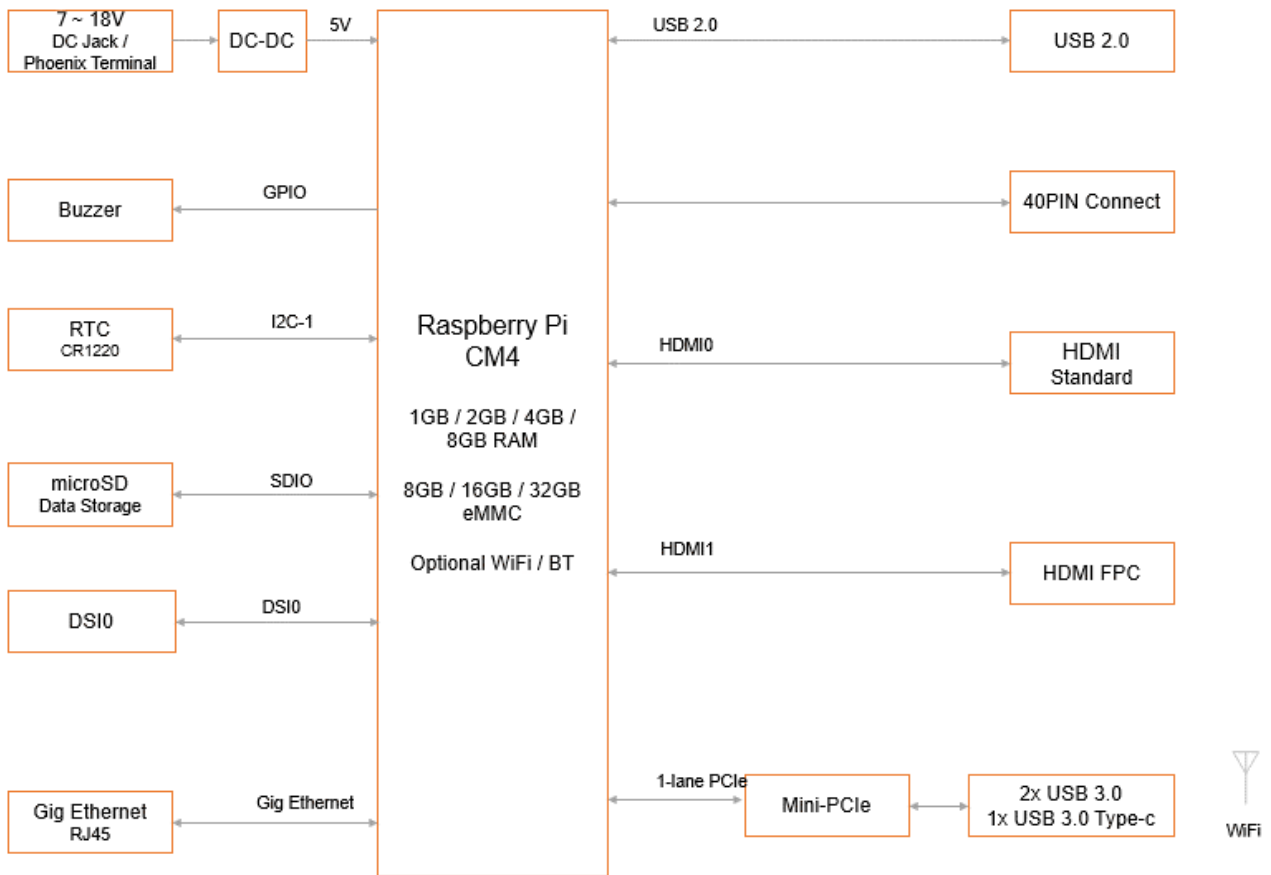 7 ~ 18V
DC Jack /
Phoenix Terminal
DC-DC
5V
USB 2.0
USB 2.0
Buzzer
GPIO
40PIN Connect
RTC
CR1220
I2C-1
Raspberry Pi
CM4
1GB / 2GB / 4GB /
8GB RAM
8GB / 16GB / 32GB
eMMC
Optional WiFi / BT
HDMI0
HDMI
Standard
microSD
Data Storage
SDIO
HDMI1
HDMI FPC
DSI0
DSI0
Gig Ethernet
RJ45
Gig Ethernet
1-lane PCIe
Mini-PCIe
2x USB 3.0
1x USB 3.0 Type-c
WiFi